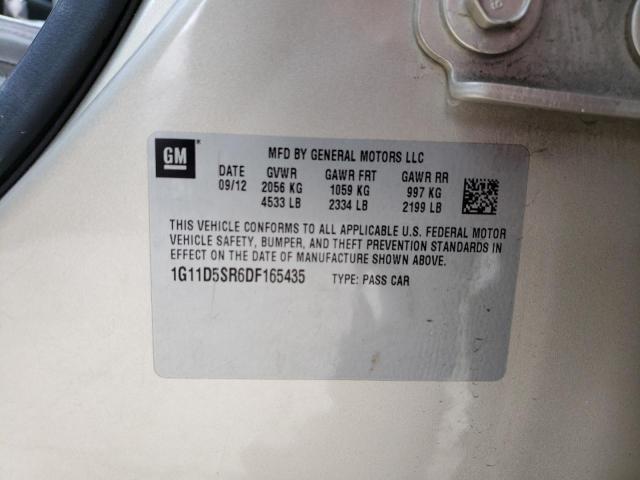 GM
MFD BY GENERAL MOTORS LLC
DATE GVWR GAWR FRT GAWR RR
09/12 2056 KG 1059 KG 997 KG
4533 LB 2334 LB 2199 LB
THIS VEHICLE CONFORMS TO ALL APPLICABLE U.S. FEDERAL MOTOR
VEHICLE SAFETY, BUMPER, AND THEFT PREVENTION STANDARDS IN
EFFECT ON THE DATE OF MANUFACTURE SHOWN ABOVE.
1G11D5SR6DF165435 TYPE: PASS CAR